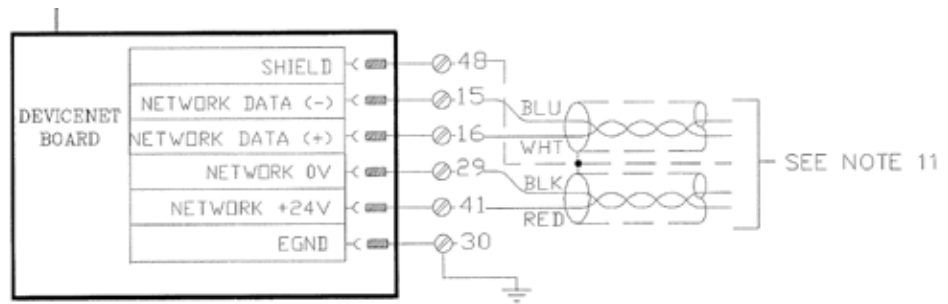 SHIELD
48
NETWORK DATA (-)
15
BLU
DEVICENET
BOARD
NETWORK DATA (+)
16
WHT
SEE NOTE 11
NETWORK 0V
29
BLK
NETWORK +24V
41
RED
EGND
30